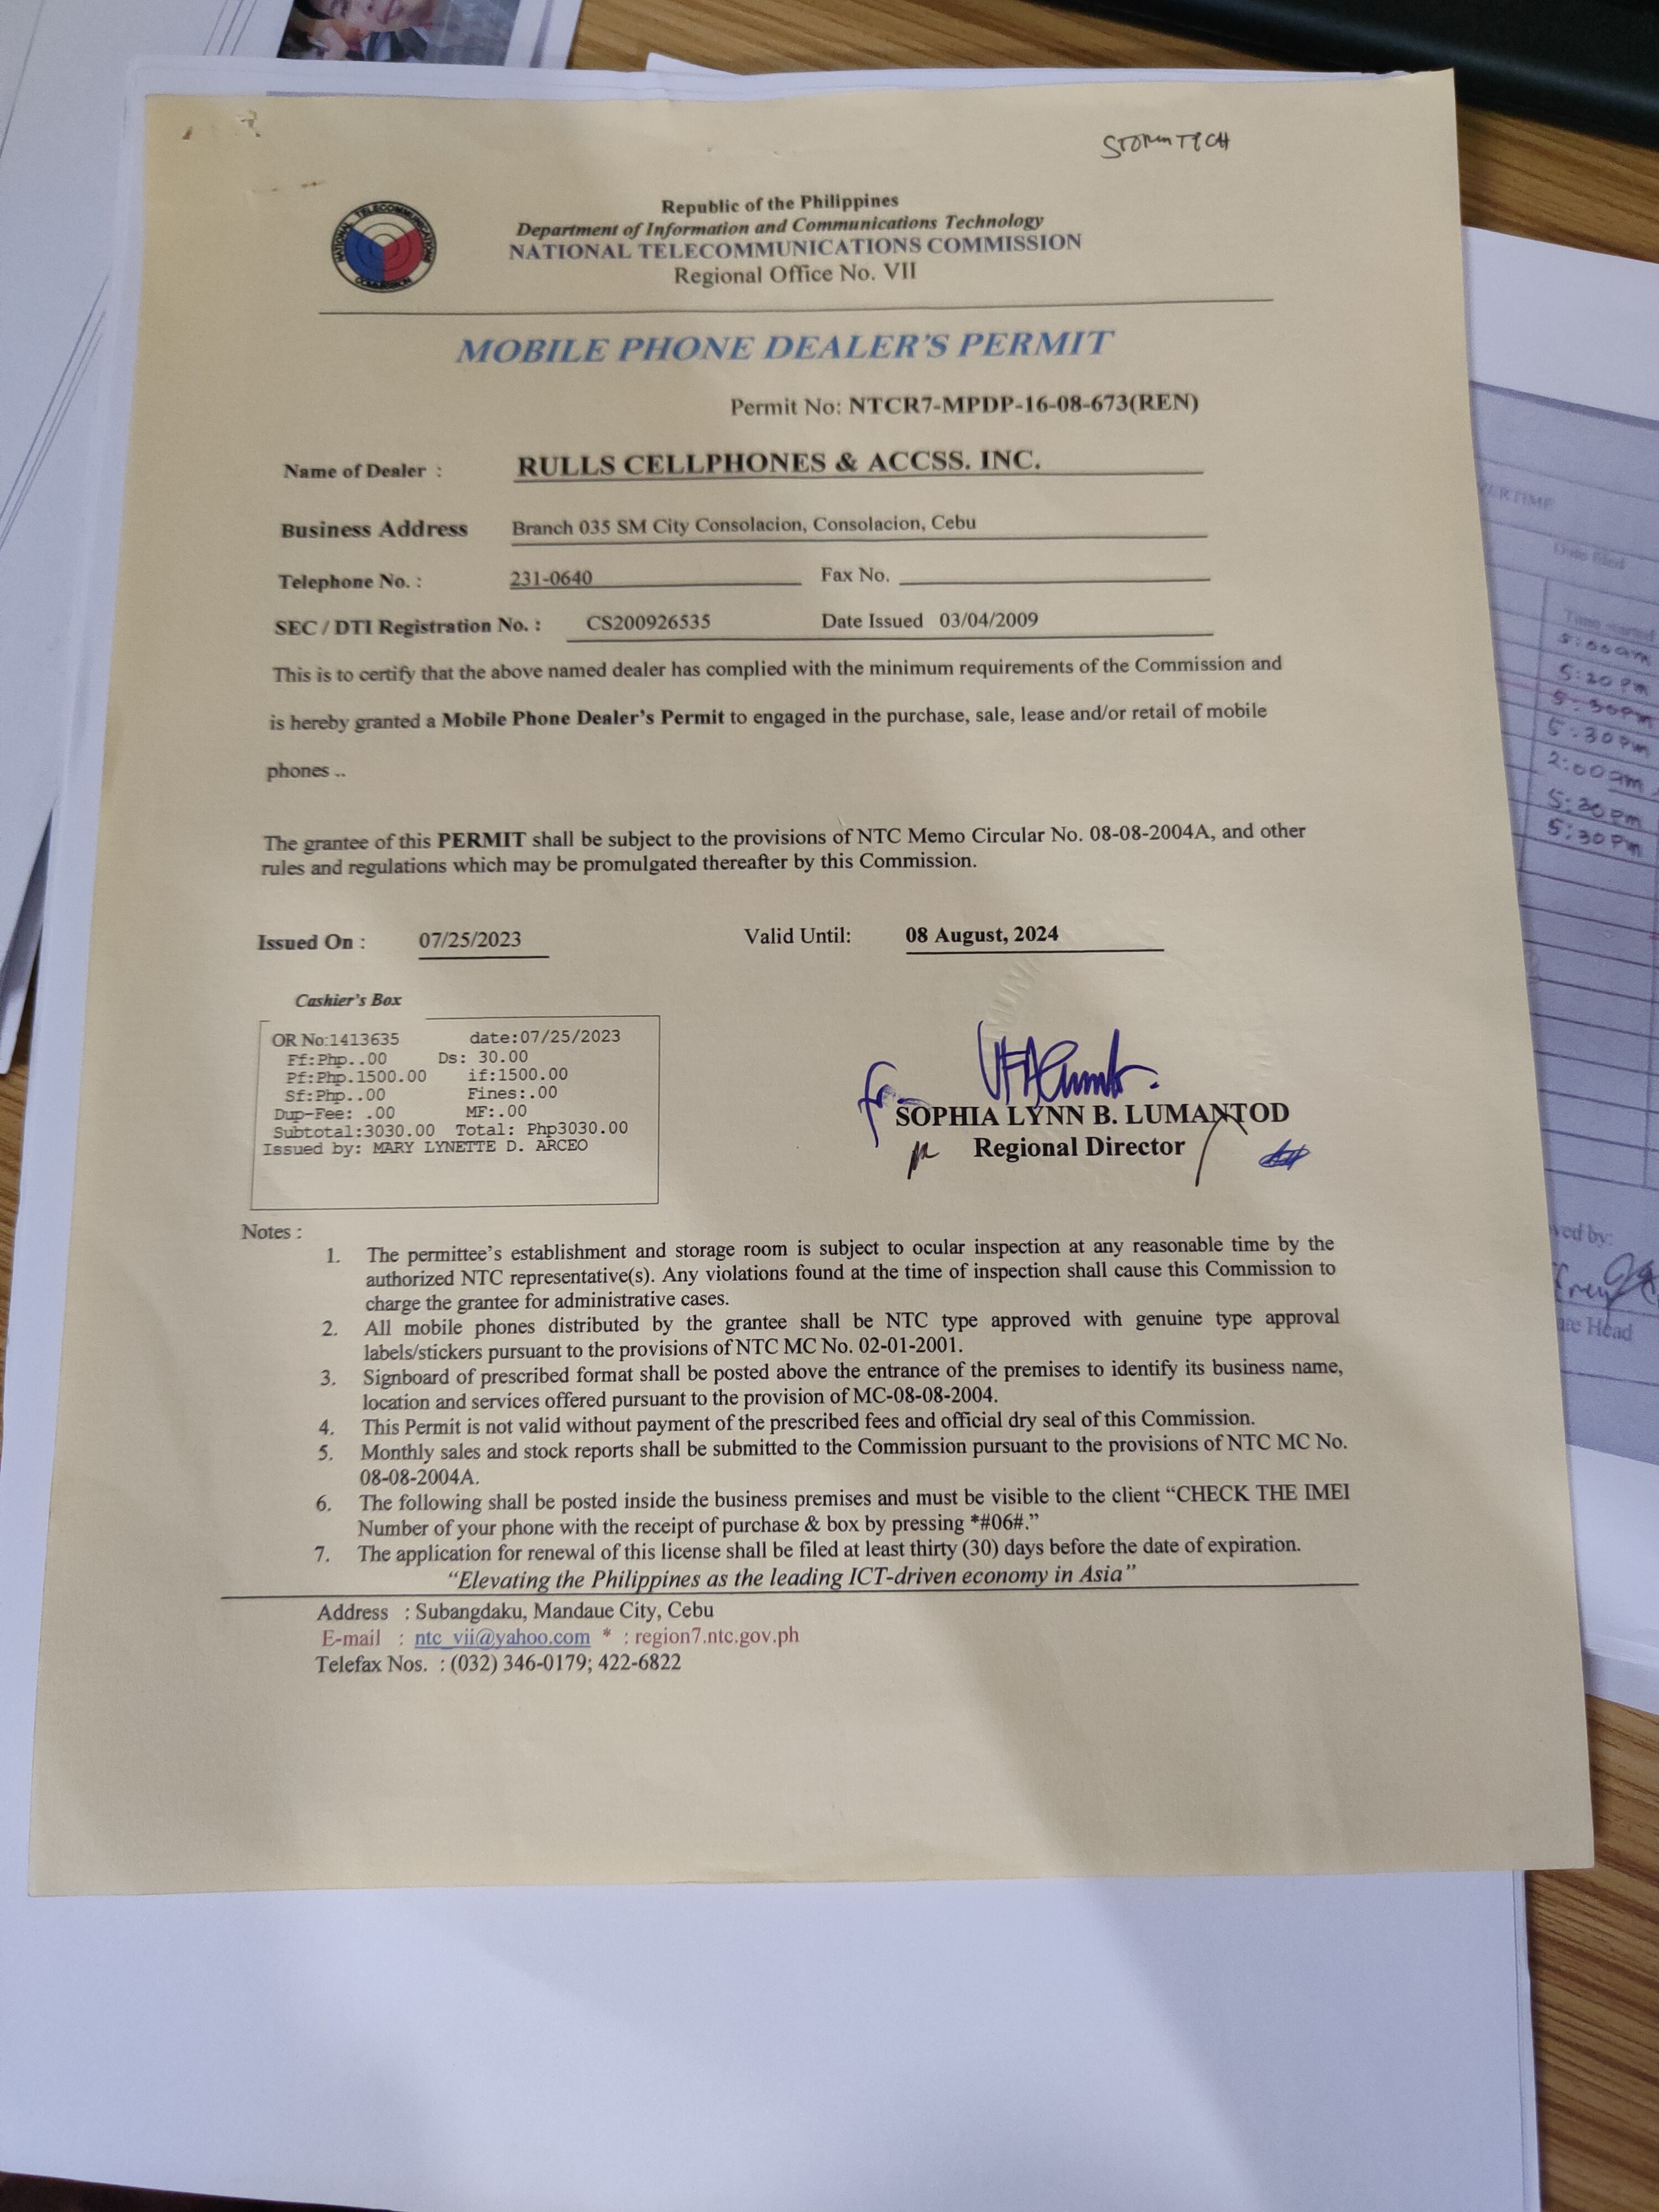 STORMTECH
NATIONAL TELECOMMUNICATIONS COMMISSION
Republic of the Philippines
Department of Information and Communications Technology
NATIONAL TELECOMMUNICATIONS COMMISSION
Regional Office No. VII
MOBILE PHONE DEALER'S PERMIT
Permit No: NTCR7-MPDP-16-08-673(REN)
Name of Dealer : RULLS CELLPHONES & ACCSS. INC.
Business Address Branch 035 SM City Consolacion, Consolacion, Cebu
Telephone No. : 231-0640 Fax No.
SEC / DTI Registration No. : CS200926535 Date Issued 03/04/2009
This is to certify that the above named dealer has complied with the minimum requirements of the Commission and
is hereby granted a Mobile Phone Dealer's Permit to engaged in the purchase, sale, lease and/or retail of mobile
phones ..
The grantee of this PERMIT shall be subject to the provisions of NTC Memo Circular No. 08-08-2004A, and other
rules and regulations which may be promulgated thereafter by this Commission.
Issued On : 07/25/2023 Valid Until: 08 August, 2024
Cashier's Box
OR No:1413635 date:07/25/2023
Ff:Php..00 Ds: 30.00
Pf:Php.1500.00 if:1500.00
Sf:Php..00 Fines:.00
Dup-Fee: .00 MF:.00
Subtotal:3030.00 Total: Php3030.00
Issued by: MARY LYNETTE D. ARCEO
SOPHIA LYNN B. LUMANTOD
Regional Director
Notes :
1. The permittee's establishment and storage room is subject to ocular inspection at any reasonable time by the
authorized NTC representative(s). Any violations found at the time of inspection shall cause this Commission to
charge the grantee for administrative cases.
2. All mobile phones distributed by the grantee shall be NTC type approved with genuine type approval
labels/stickers pursuant to the provisions of NTC MC No. 02-01-2001.
3. Signboard of prescribed format shall be posted above the entrance of the premises to identify its business name,
location and services offered pursuant to the provision of MC-08-08-2004.
4. This Permit is not valid without payment of the prescribed fees and official dry seal of this Commission.
5. Monthly sales and stock reports shall be submitted to the Commission pursuant to the provisions of NTC MC No.
08-08-2004A.
6. The following shall be posted inside the business premises and must be visible to the client “CHECK THE IMEI
Number of your phone with the receipt of purchase & box by pressing *#06#.”
7. The application for renewal of this license shall be filed at least thirty (30) days before the date of expiration.
“Elevating the Philippines as the leading ICT-driven economy in Asia”
Address : Subangdaku, Mandaue City, Cebu
E-mail : ntc_vii@yahoo.com * : region7.ntc.gov.ph
Telefax Nos. : (032) 346-0179; 422-6822
Date filed
Time started
5:20 pm
5:30pm
5:30pm
2:00am
5:30pm
5:30pm
Head